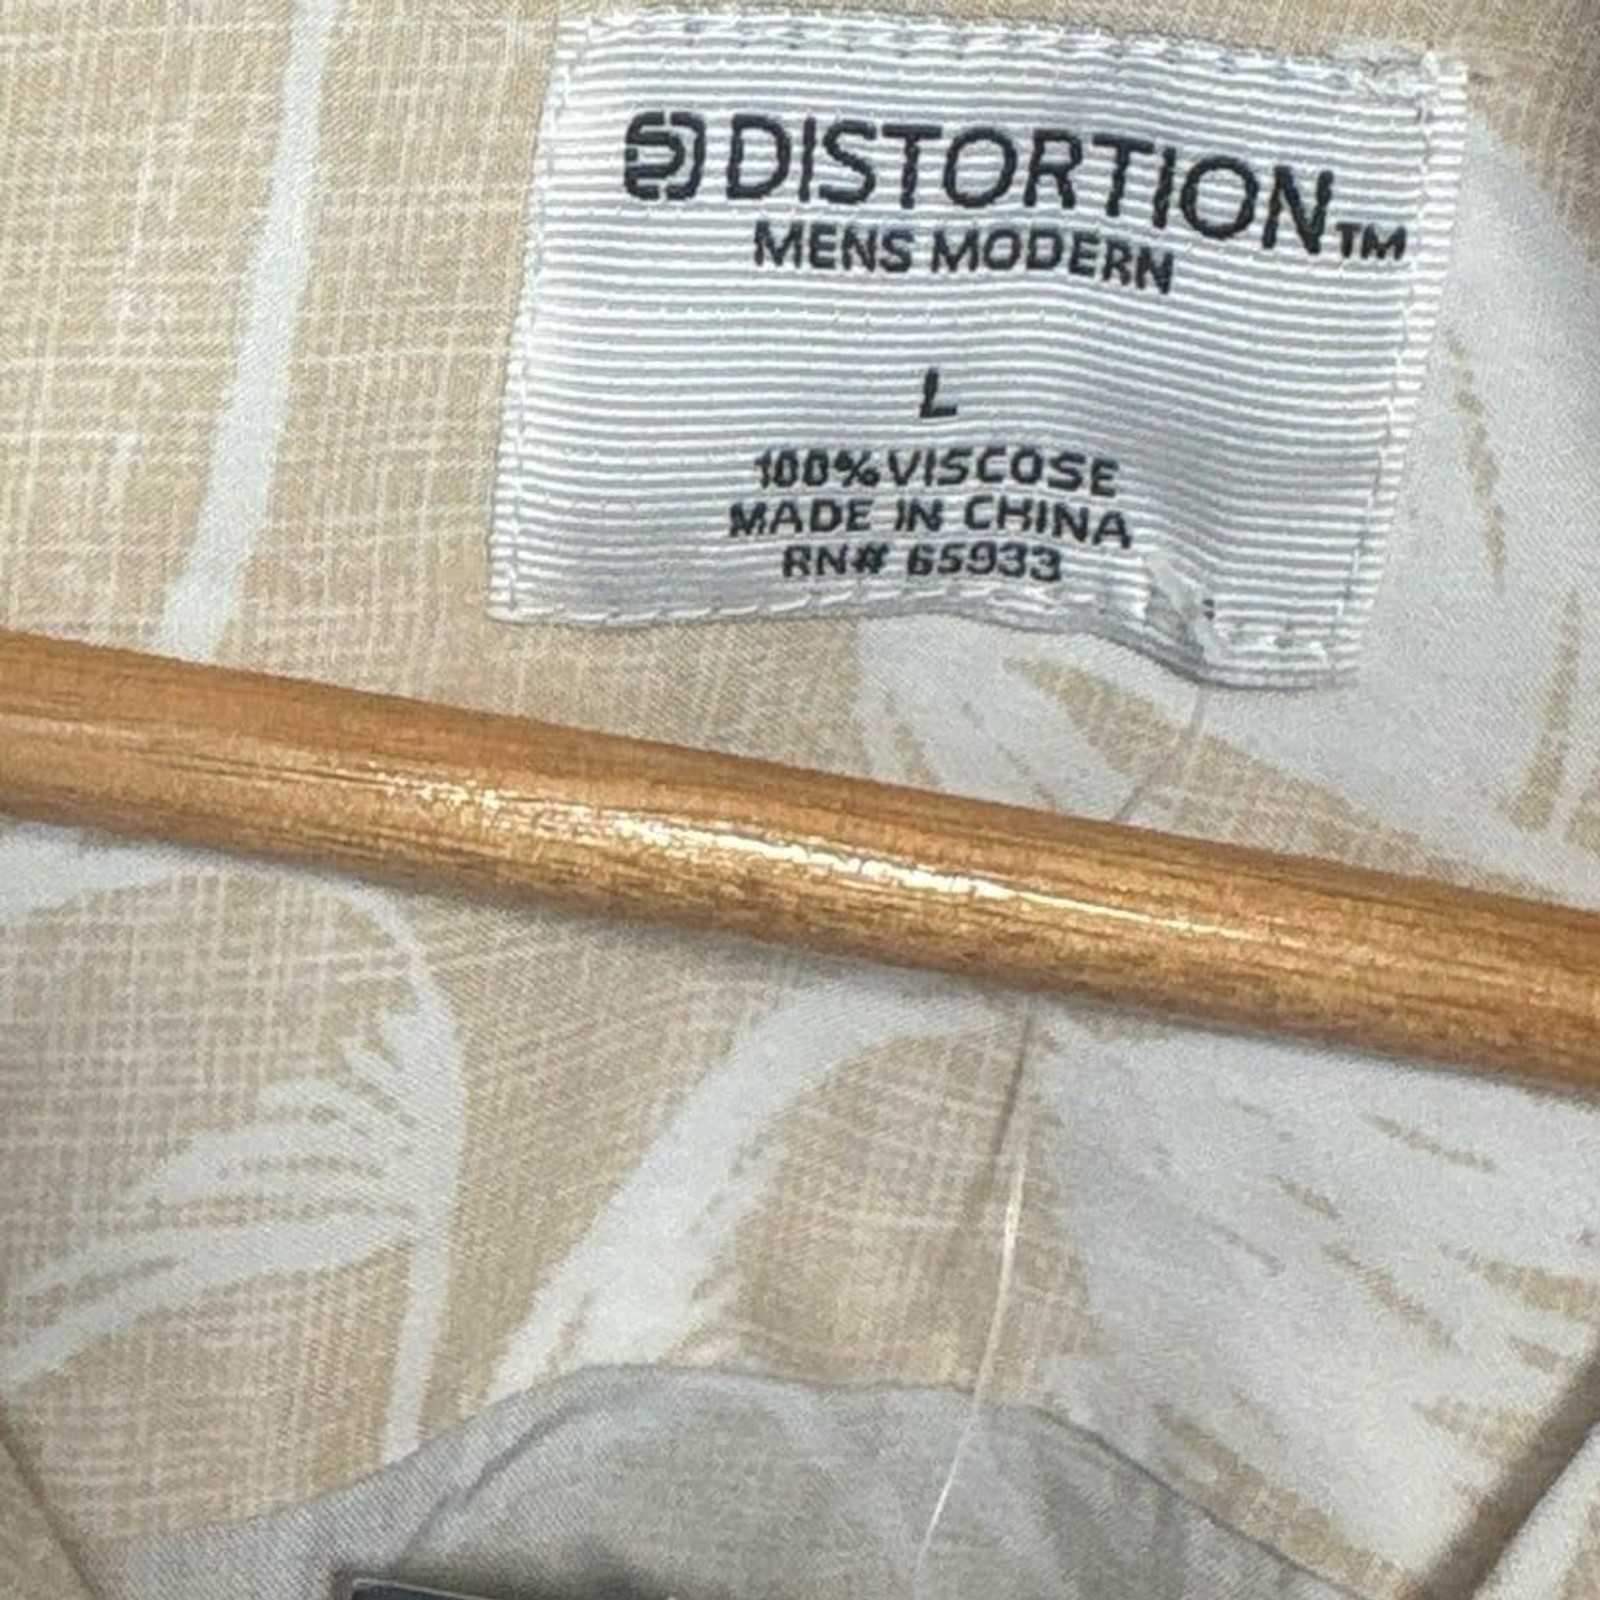 DISTORTION™
MENS MODERN
L
100% VISCOSE
MADE IN CHINA
RN# 65933